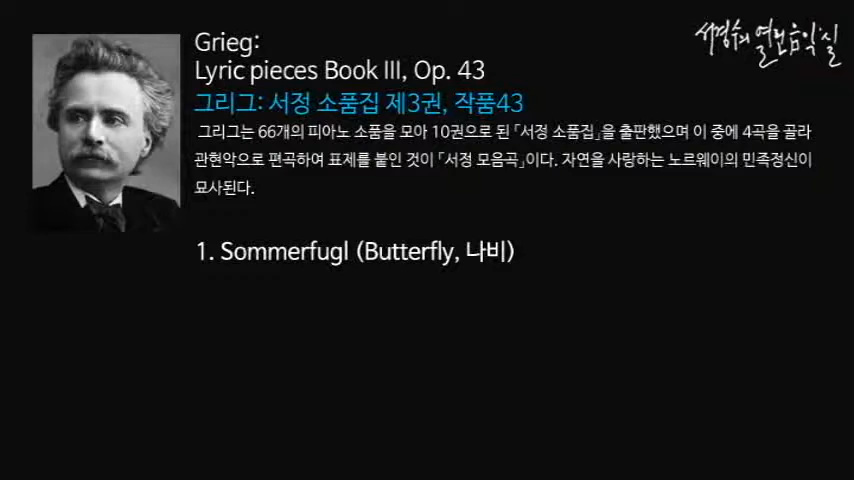 서경수의 열린음악실
Grieg:
Lyric pieces Book III, Op. 43
그리그: 서정 소품집 제3권, 작품43
그리그는 66개의 피아노 소품을 모아 10권으로 된 「서정 소품집」을 출판했으며 이 중에 4곡을 골라
관현악으로 편곡하여 표제를 붙인 것이 「서정 모음곡」이다. 자연을 사랑하는 노르웨이의 민족정신이
묘사된다.
1. Sommerfugl (Butterfly, 나비)